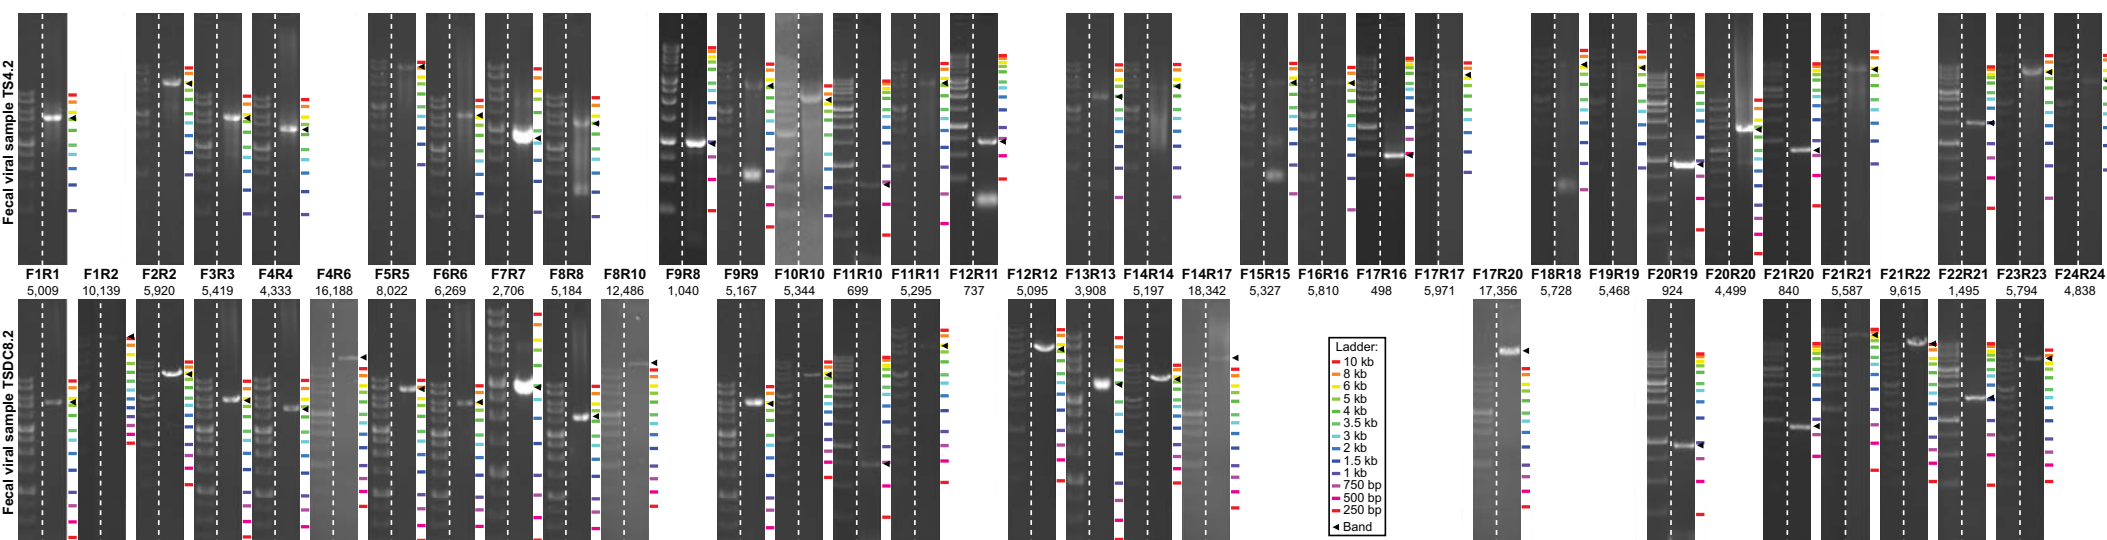 Fecal viral sample TS4.2
F1R1 F1R2 F2R2 F3R3 F4R4 F4R6 F5R5 F6R6 F7R7 F8R8 F8R10 F9R8 F9R9 F10R10 F11R10 F11R11 F12R11 F12R12 F13R13 F14R14 F14R17 F15R15 F16R16 F17R16 F17R17 F17R20 F18R18 F19R19 F20R19 F20R20 F21R20 F21R21 F21R22 F22R21 F23R23 F24R24
5,009 10,139 5,920 5,419 4,333 16,188 8,022 6,269 2,706 5,184 12,486 1,040 5,167 5,344 699 5,295 737 5,095 3,908 5,197 18,342 5,327 5,810 498 5,971 17,356 5,728 5,468 924 4,499 840 5,587 9,615 1,495 5,794 4,838
Fecal viral sample TSDC8.2
Ladder:
10 kb
8 kb
6 kb
5 kb
4 kb
3.5 kb
3 kb
2 kb
1.5 kb
1 kb
750 bp
500 bp
250 bp
Band